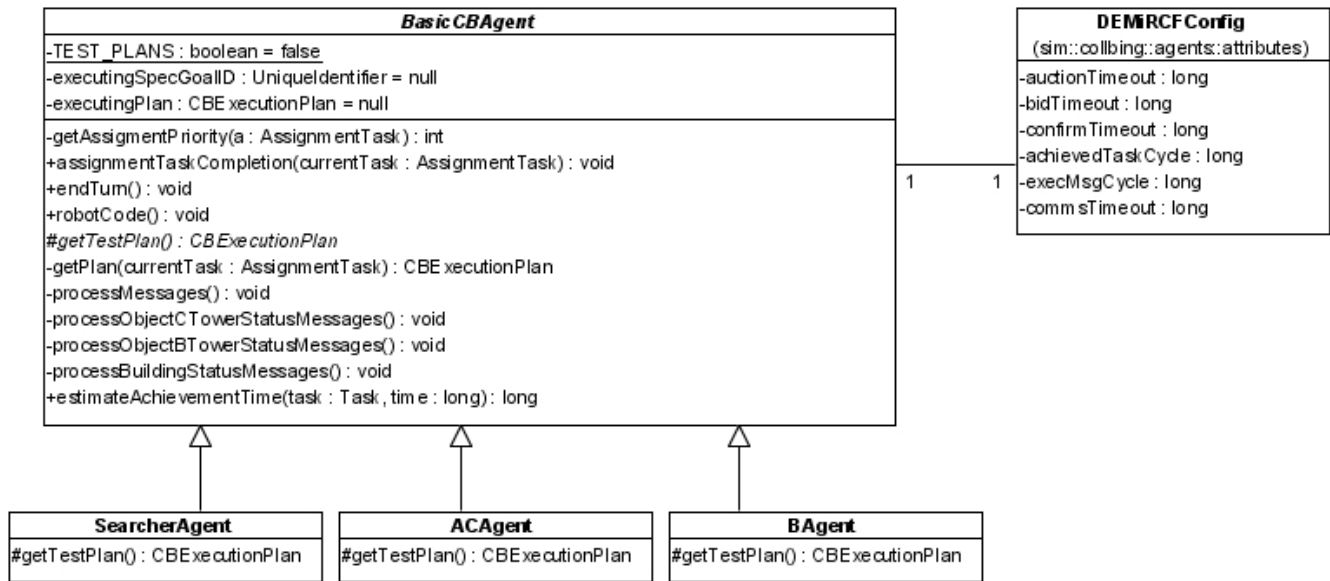 BasicCBAgent
-TEST_PLANS : boolean = false
-executingSpecGoalID : UniqueIdentifier = null
-executingPlan : CBExecutionPlan = null
-getAssigmentPriority(a : AssignmentTask) : int
+assignmentTaskCompletion(currentTask : AssignmentTask) : void
+endTurn() : void
+robotCode() : void
#getTestPlan() : CBExecutionPlan
-getPlan(currentTask : AssignmentTask) : CBExecutionPlan
-processMessages() : void
-processObjectCTowerStatusMessages() : void
-processObjectBTowerStatusMessages() : void
-processBuildingStatusMessages() : void
+estimateAchievementTime(task : Task, time : long) : long
1 1
DEMiRCFConfig
(sim::collbing::agents::attributes)
-auctionTimeout : long
-bidTimeout : long
-confirmTimeout : long
-achievedTaskCycle : long
-execMsgCycle : long
-commsTimeout : long
SearcherAgent
#getTestPlan() : CBExecutionPlan
ACAgent
#getTestPlan() : CBExecutionPlan
BAgent
#getTestPlan() : CBExecutionPlan